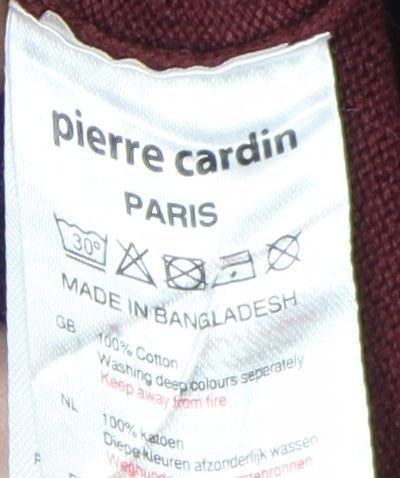 pierre cardin
PARIS
30°
MADE IN BANGLADESH
GB
100% Cotton
Washing deep colours seperately
Keep away from fire
NL
100% katoen
Diepe kleuren afzonderlijk wassen